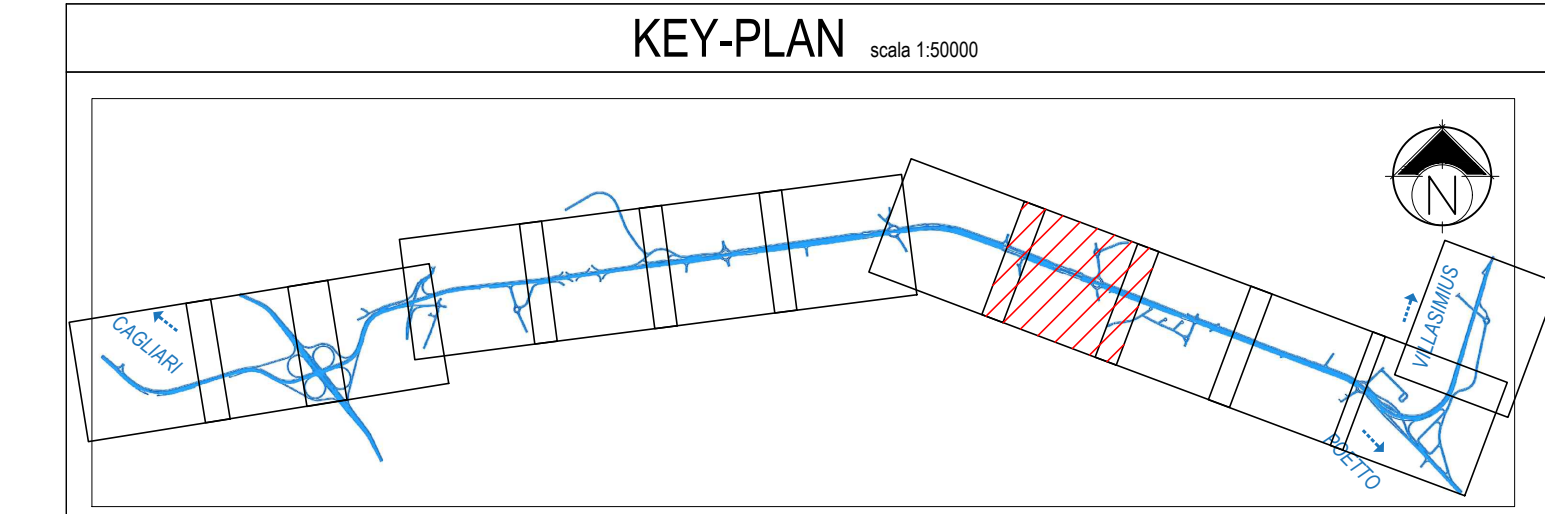 KEY-PLAN scala 1:50000
N
CAGLIARI
VILLASIMIUS
POETTO